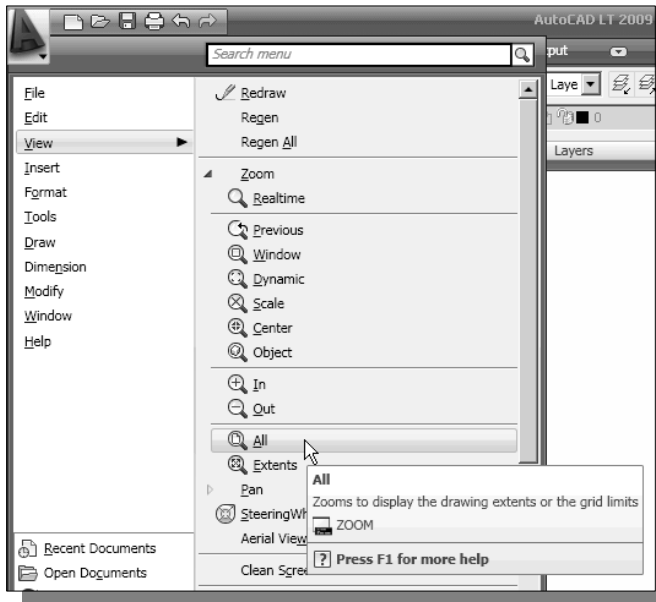 AutoCAD LT 2009
Search menu
put
File
Edit
View
Insert
Format
Tools
Draw
Dimension
Modify
Window
Help
Recent Documents
Open Documents
Redraw
Regen
Regen All
Zoom
Realtime
Previous
Window
Dynamic
Scale
Center
Object
In
Out
All
Extents
Pan
SteeringWh
Aerial View
Clean Scre
All
Zooms to display the drawing extents or the grid limits
ZOOM
? Press F1 for more help
Laye
0
Layers